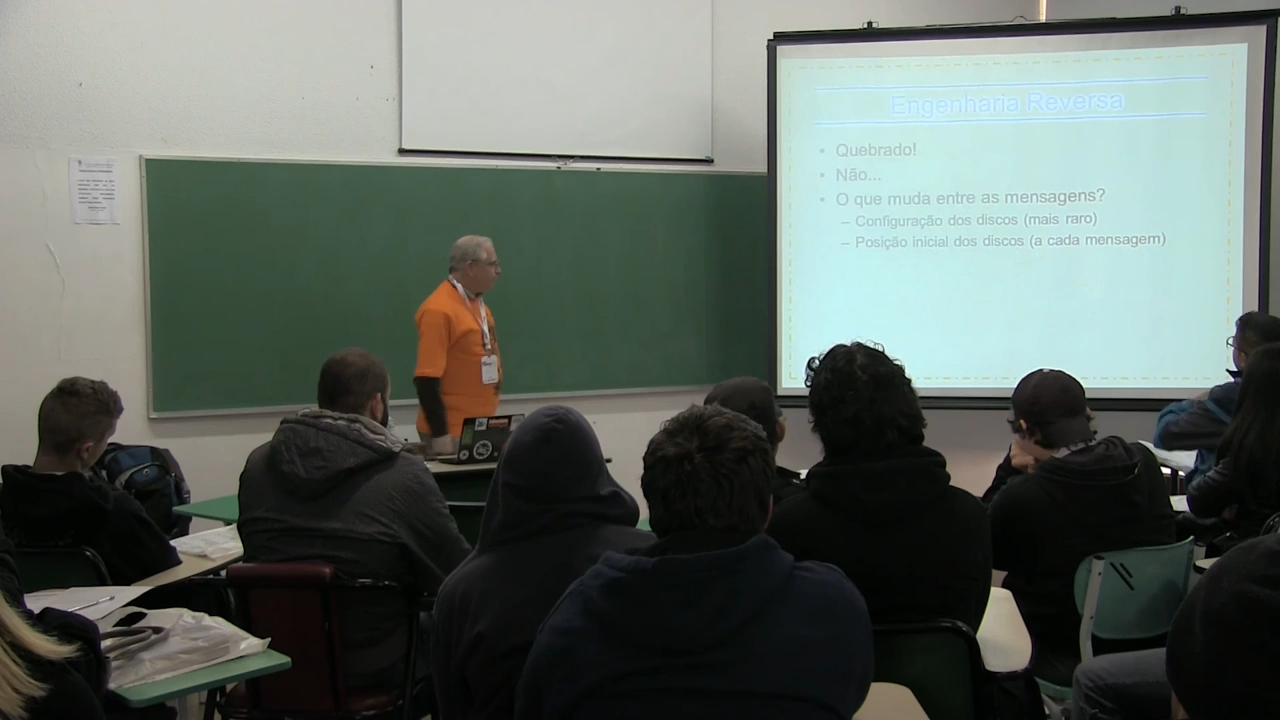 Engenharia Reversa
• Quebrado!
• Não...
• O que muda entre as mensagens?
– Configuração dos discos (mais raro)
– Posição inicial dos discos (a cada mensagem)